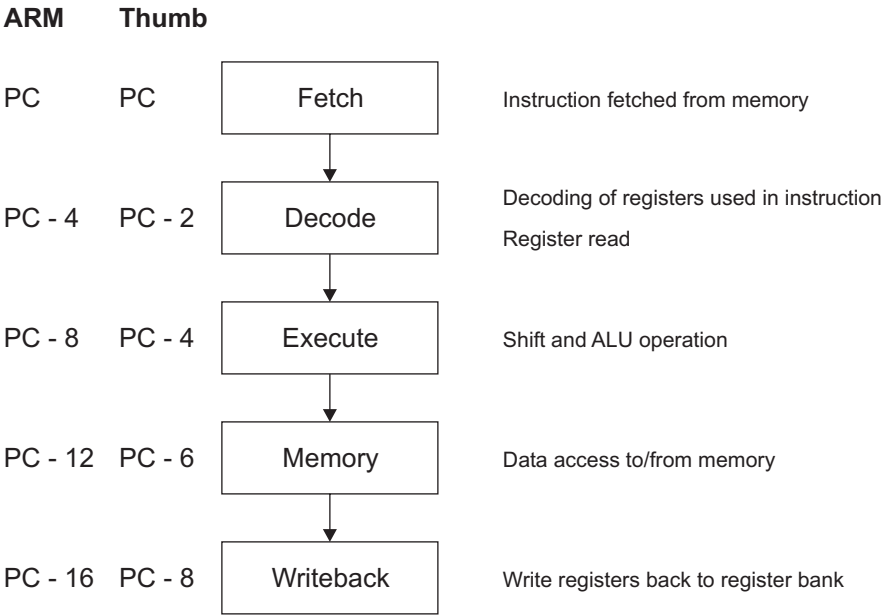 ARM Thumb
PC PC Fetch Instruction fetched from memory
PC - 4 PC - 2 Decode Decoding of registers used in instruction
Register read
PC - 8 PC - 4 Execute Shift and ALU operation
PC - 12 PC - 6 Memory Data access to/from memory
PC - 16 PC - 8 Writeback Write registers back to register bank